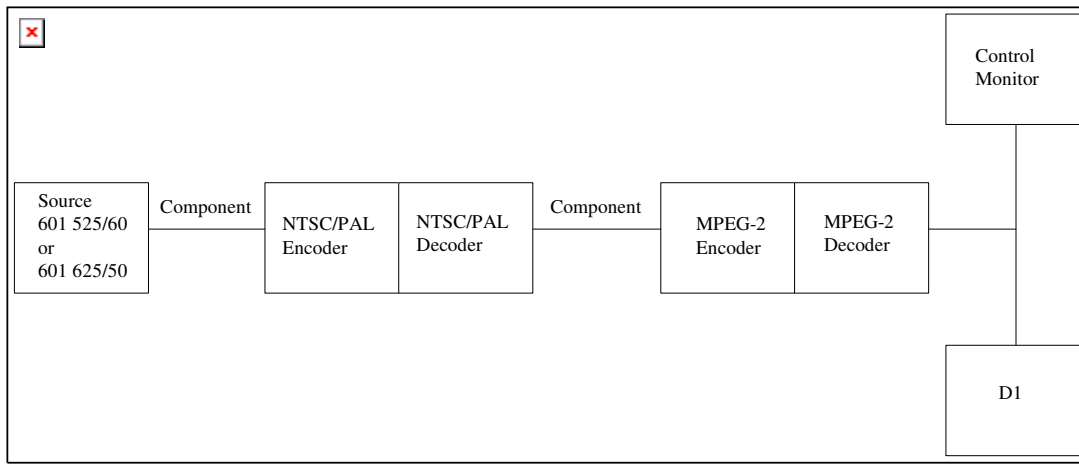 Control
Monitor
Source
601 525/60
or
601 625/50
Component
NTSC/PAL
Encoder
NTSC/PAL
Decoder
Component
MPEG-2
Encoder
MPEG-2
Decoder
D1